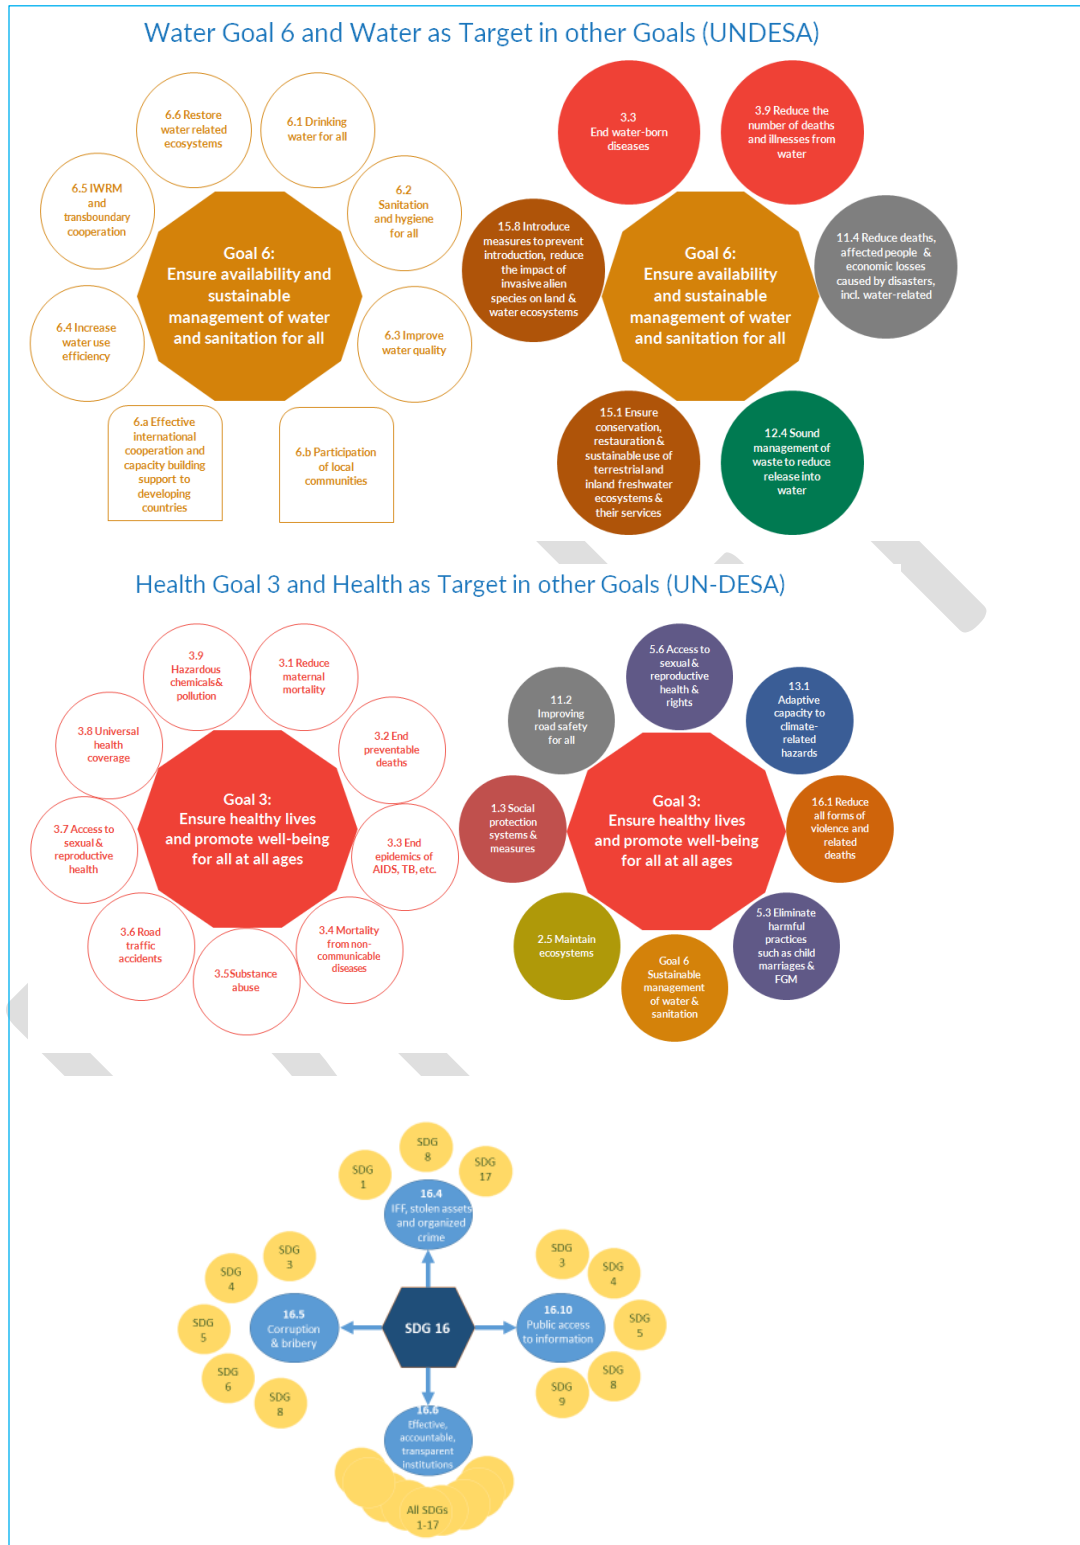 Water Goal 6 and Water as Target in other Goals (UNDESA)
6.6 Restore
water related
ecosystems
6.1 Drinking
water for all
6.5 IWRM
and
transboundary
cooperation
6.2
Sanitation
and hygiene
for all
Goal 6:
Ensure availability and
sustainable
management of water
and sanitation for all
6.4 Increase
water use
efficiency
6.3 Improve
water quality
6.a Effective
international
cooperation and
capacity building
support to
developing
countries
6.b Participation
of local
communities
3.3
End water-born
diseases
3.9 Reduce the
number of deaths
and illnesses from
water
15.8 Introduce
measures to prevent
introduction, reduce
the impact of
invasive alien
species on land &
water ecosystems
Goal 6:
Ensure availability
and sustainable
management of water
and sanitation for all
11.4 Reduce deaths,
affected people &
economic losses
caused by disasters,
incl. water-related
15.1 Ensure
conservation,
restauration &
sustainable use of
terrestrial and
inland freshwater
ecosystems &
their services
12.4 Sound
management of
waste to reduce
release into
water
Health Goal 3 and Health as Target in other Goals (UN-DESA)
3.9
Hazardous
chemicals&
pollution
3.1 Reduce
maternal
mortality
3.8 Universal
health
coverage
3.2 End
preventable
deaths
Goal 3:
Ensure healthy lives
and promote well-being
for all at all ages
3.7 Access to
sexual &
reproductive
health
3.3 End
epidemics of
AIDS, TB, etc.
3.6 Road
traffic
accidents
3.4 Mortality
from non-
communicable
diseases
3.5Substance
abuse
5.6 Access to
sexual &
reproductive
health &
rights
11.2
Improving
road safety
for all
13.1
Adaptive
capacity to
climate-
related
hazards
1.3 Social
protection
systems &
measures
Goal 3:
Ensure healthy lives
and promote well-being
for all at all ages
16.1 Reduce
all forms of
violence and
related
deaths
2.5 Maintain
ecosystems
5.3 Eliminate
harmful
practices
such as child
marriages &
FGM
Goal 6
Sustainable
management
of water &
sanitation
SDG
1
SDG
8
SDG
17
16.4
IFF, stolen assets
and organized
crime
SDG
3
SDG
4
SDG
5
SDG
6
SDG
8
16.5
Corruption
& bribery
SDG 16
16.10
Public access
to information
SDG
3
SDG
4
SDG
5
SDG
8
SDG
9
16.6
Effective,
accountable,
transparent
institutions
All SDGs
1-17